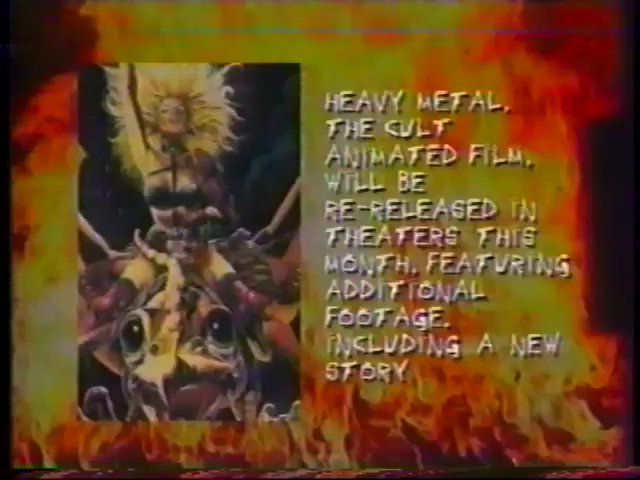 HEAVY METAL,
THE CULT
ANIMATED FILM,
WILL BE
RE-RELEASED IN
THEATERS THIS
MONTH, FEATURING
ADDITIONAL
FOOTAGE,
INCLUDING A NEW
STORY